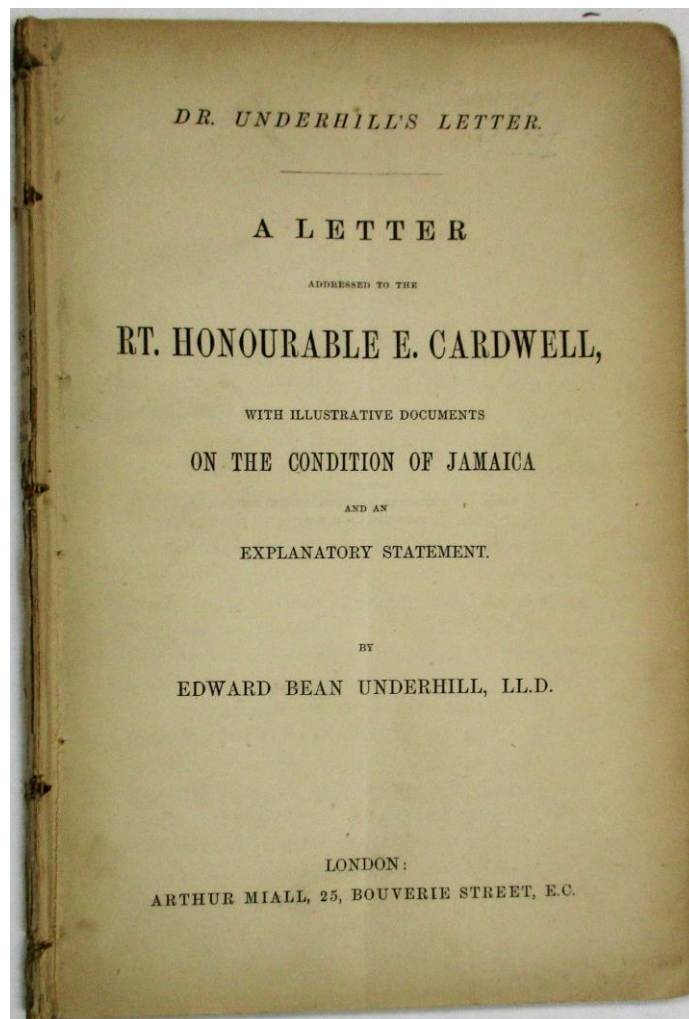 DR. UNDERHILL'S LETTER.
A LETTER
ADDRESSED TO THE
RT. HONOURABLE E. CARDWELL,
WITH ILLUSTRATIVE DOCUMENTS
ON THE CONDITION OF JAMAICA
AND AN
EXPLANATORY STATEMENT.
BY
EDWARD BEAN UNDERHILL, LL.D.
LONDON:
ARTHUR MIALL, 25, BOUVERIE STREET, E.C.